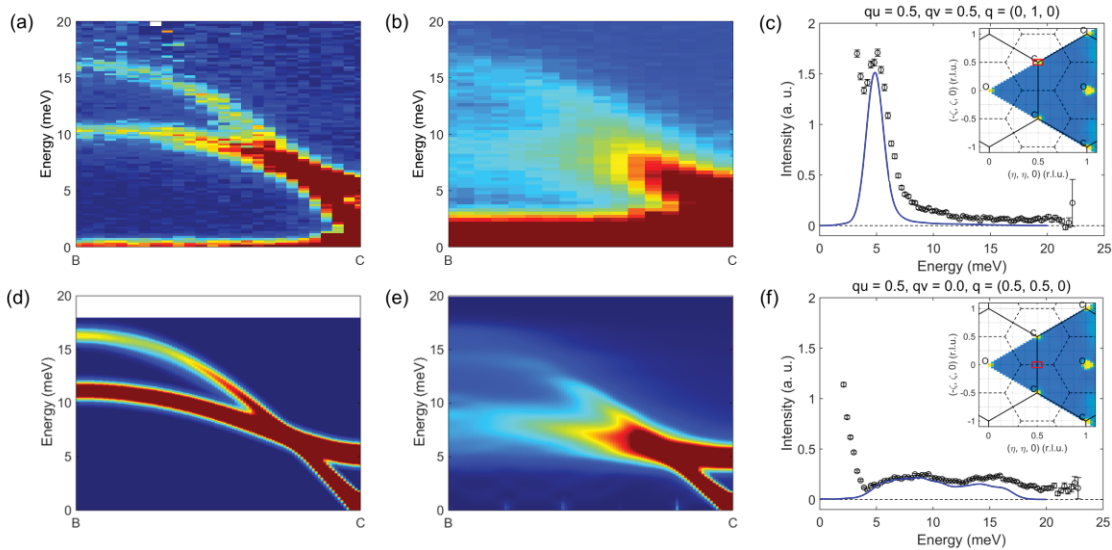 (a)
20
15
10
5
0
Energy (meV)
B
C
(b)
20
15
10
5
0
Energy (meV)
B
C
(c)
qu = 0.5, qv = 0.5, q = (0, 1, 0)
2
1.5
1
0.5
0
Intensity (a. u.)
0 5 10 15 20 25
Energy (meV)
1
0.5
0
-0.5
-1
(-ζ, ζ, 0) (r.l.u.)
0 0.5 1
(η, η, 0) (r.l.u.)
C
C
O
O
C
C
(d)
20
15
10
5
0
Energy (meV)
B
C
(e)
20
15
10
5
0
Energy (meV)
B
C
(f)
qu = 0.5, qv = 0.0, q = (0.5, 0.5, 0)
2
1.5
1
0.5
0
Intensity (a. u.)
0 5 10 15 20 25
Energy (meV)
1
0.5
0
-0.5
-1
(-ζ, ζ, 0) (r.l.u.)
0 0.5 1
(η, η, 0) (r.l.u.)
C
C
O
O
C
C